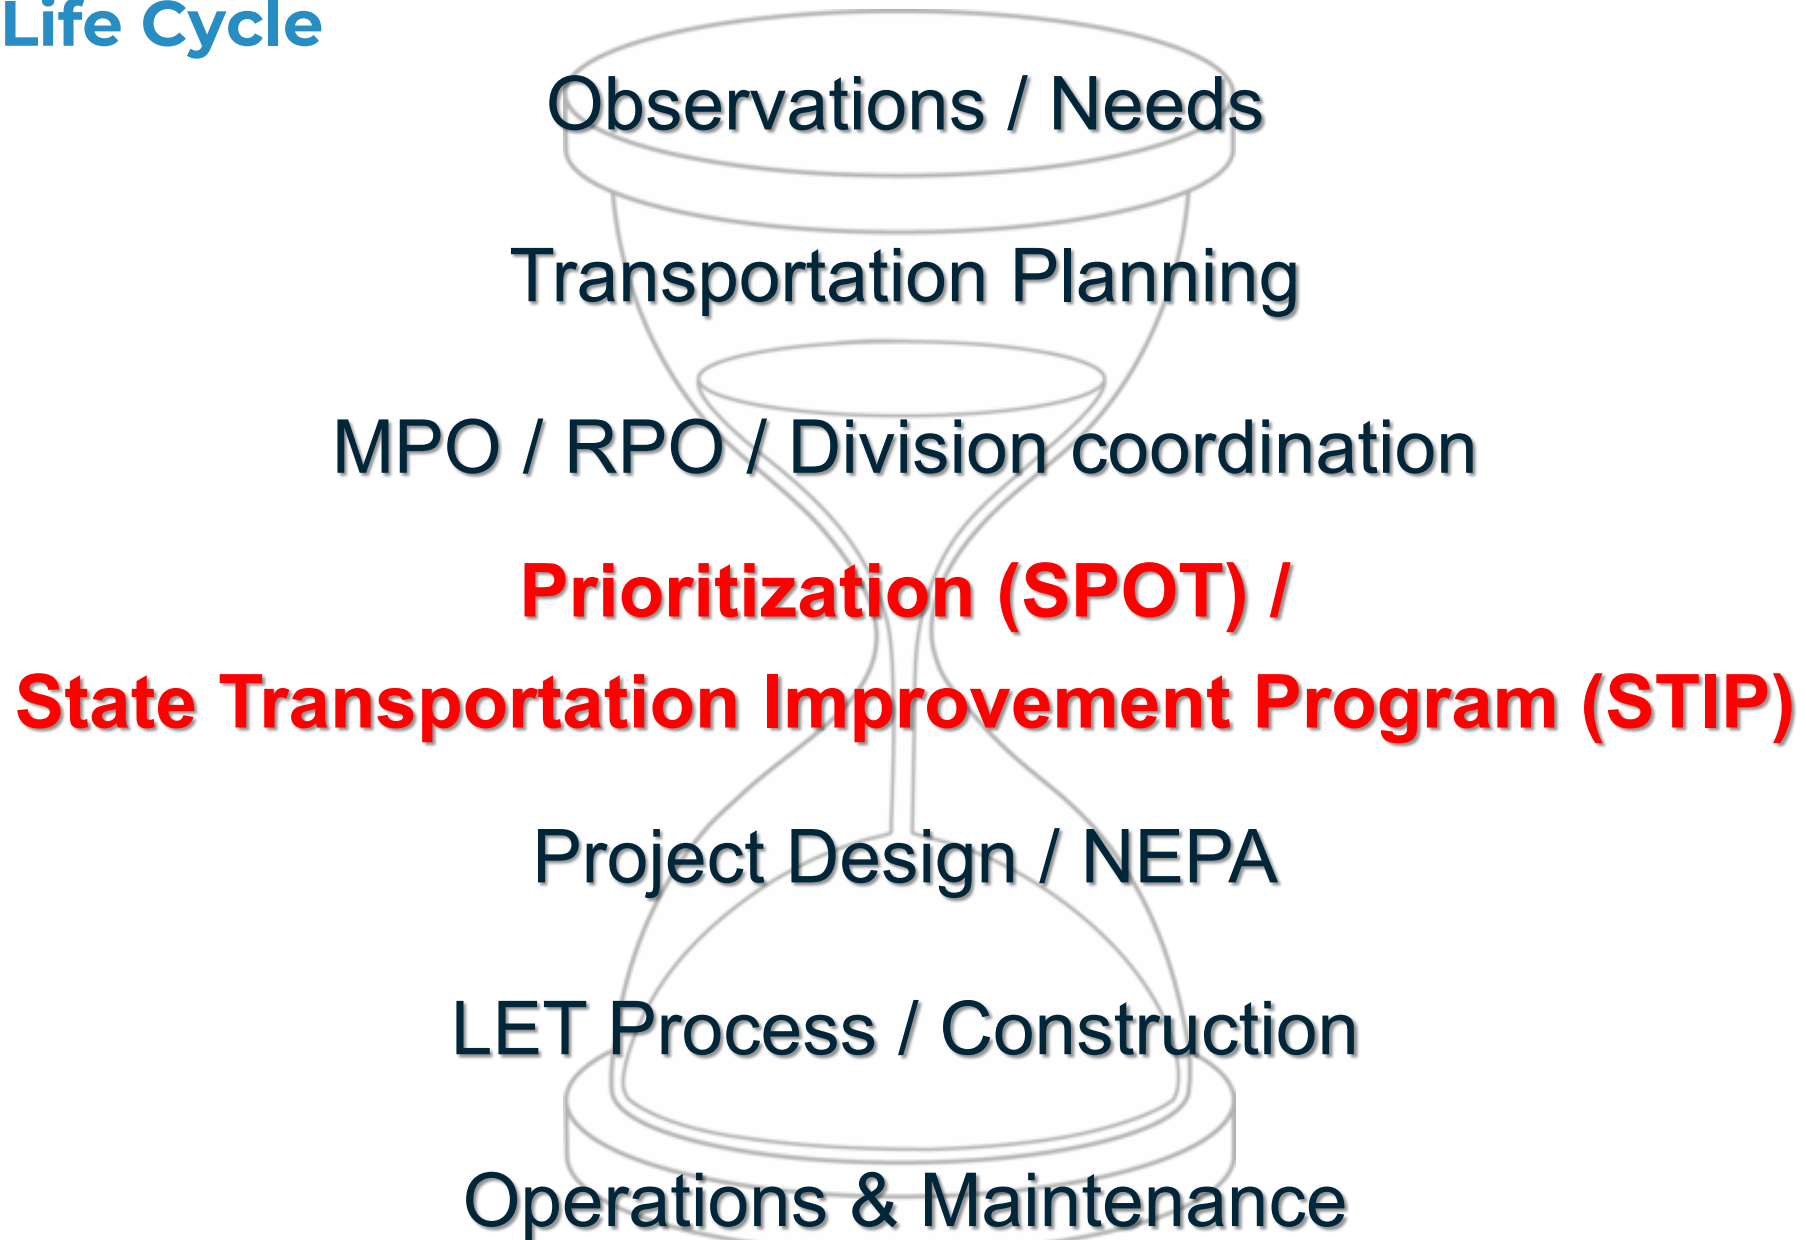 Life Cycle
Observations / Needs
Transportation Planning
MPO / RPO / Division coordination
Prioritization (SPOT) /
State Transportation Improvement Program (STIP)
Project Design / NEPA
LET Process / Construction
Operations & Maintenance